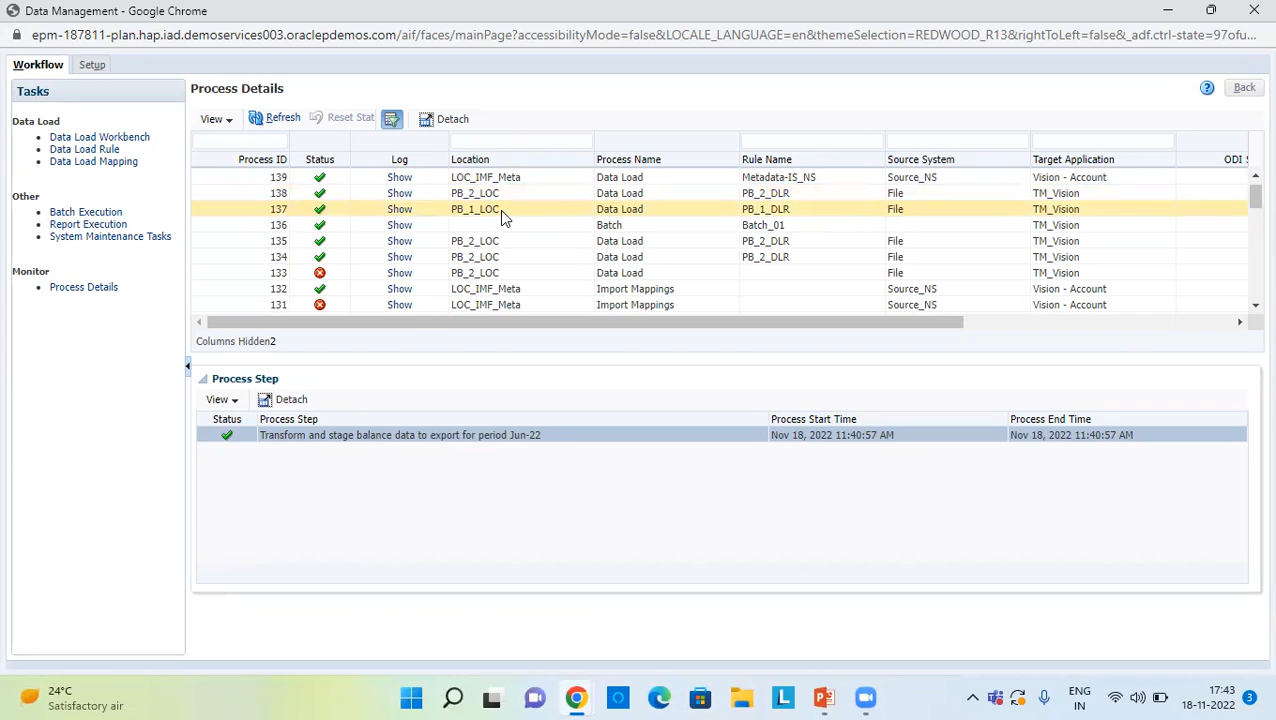 Data Management - Google Chrome
epm-187811-plan.hap.iad.demoservices003.oraclepdemos.com/aif/faces/mainPage?accessibilityMode=false&LOCALE_LANGUAGE=en&themeSelection=REDWOOD_R13&rightToLeft=false&_adf.ctrl-state=97ofu...
Workflow Setup
Tasks
Data Load
Data Load Workbench
Data Load Rule
Data Load Mapping
Other
Batch Execution
Report Execution
System Maintenance Tasks
Monitor
Process Details
Process Details
? Back
View Refresh Reset Stat Detach
Process ID Status Log Location Process Name Rule Name Source System Target Application ODI S
139 Show LOC_IMF_Meta Data Load Metadata-IS_NS Source_NS Vision - Account
138 Show PB_2_LOC Data Load PB_2_DLR File TM_Vision
137 Show PB_1_LOC Data Load PB_1_DLR File TM_Vision
136 Show Batch Batch_01 TM_Vision
135 Show PB_2_LOC Data Load PB_2_DLR File TM_Vision
134 Show PB_2_LOC Data Load PB_2_DLR File TM_Vision
133 Show PB_2_LOC Data Load File TM_Vision
132 Show LOC_IMF_Meta Import Mappings Source_NS Vision - Account
131 Show LOC_IMF_Meta Import Mappings Source_NS Vision - Account
Columns Hidden2
Process Step
View Detach
Status Process Step Process Start Time Process End Time
Transform and stage balance data to export for period Jun-22 Nov 18, 2022 11:40:57 AM Nov 18, 2022 11:40:57 AM
24°C
Satisfactory air
L
ENG
IN
17:43
18-11-2022
3